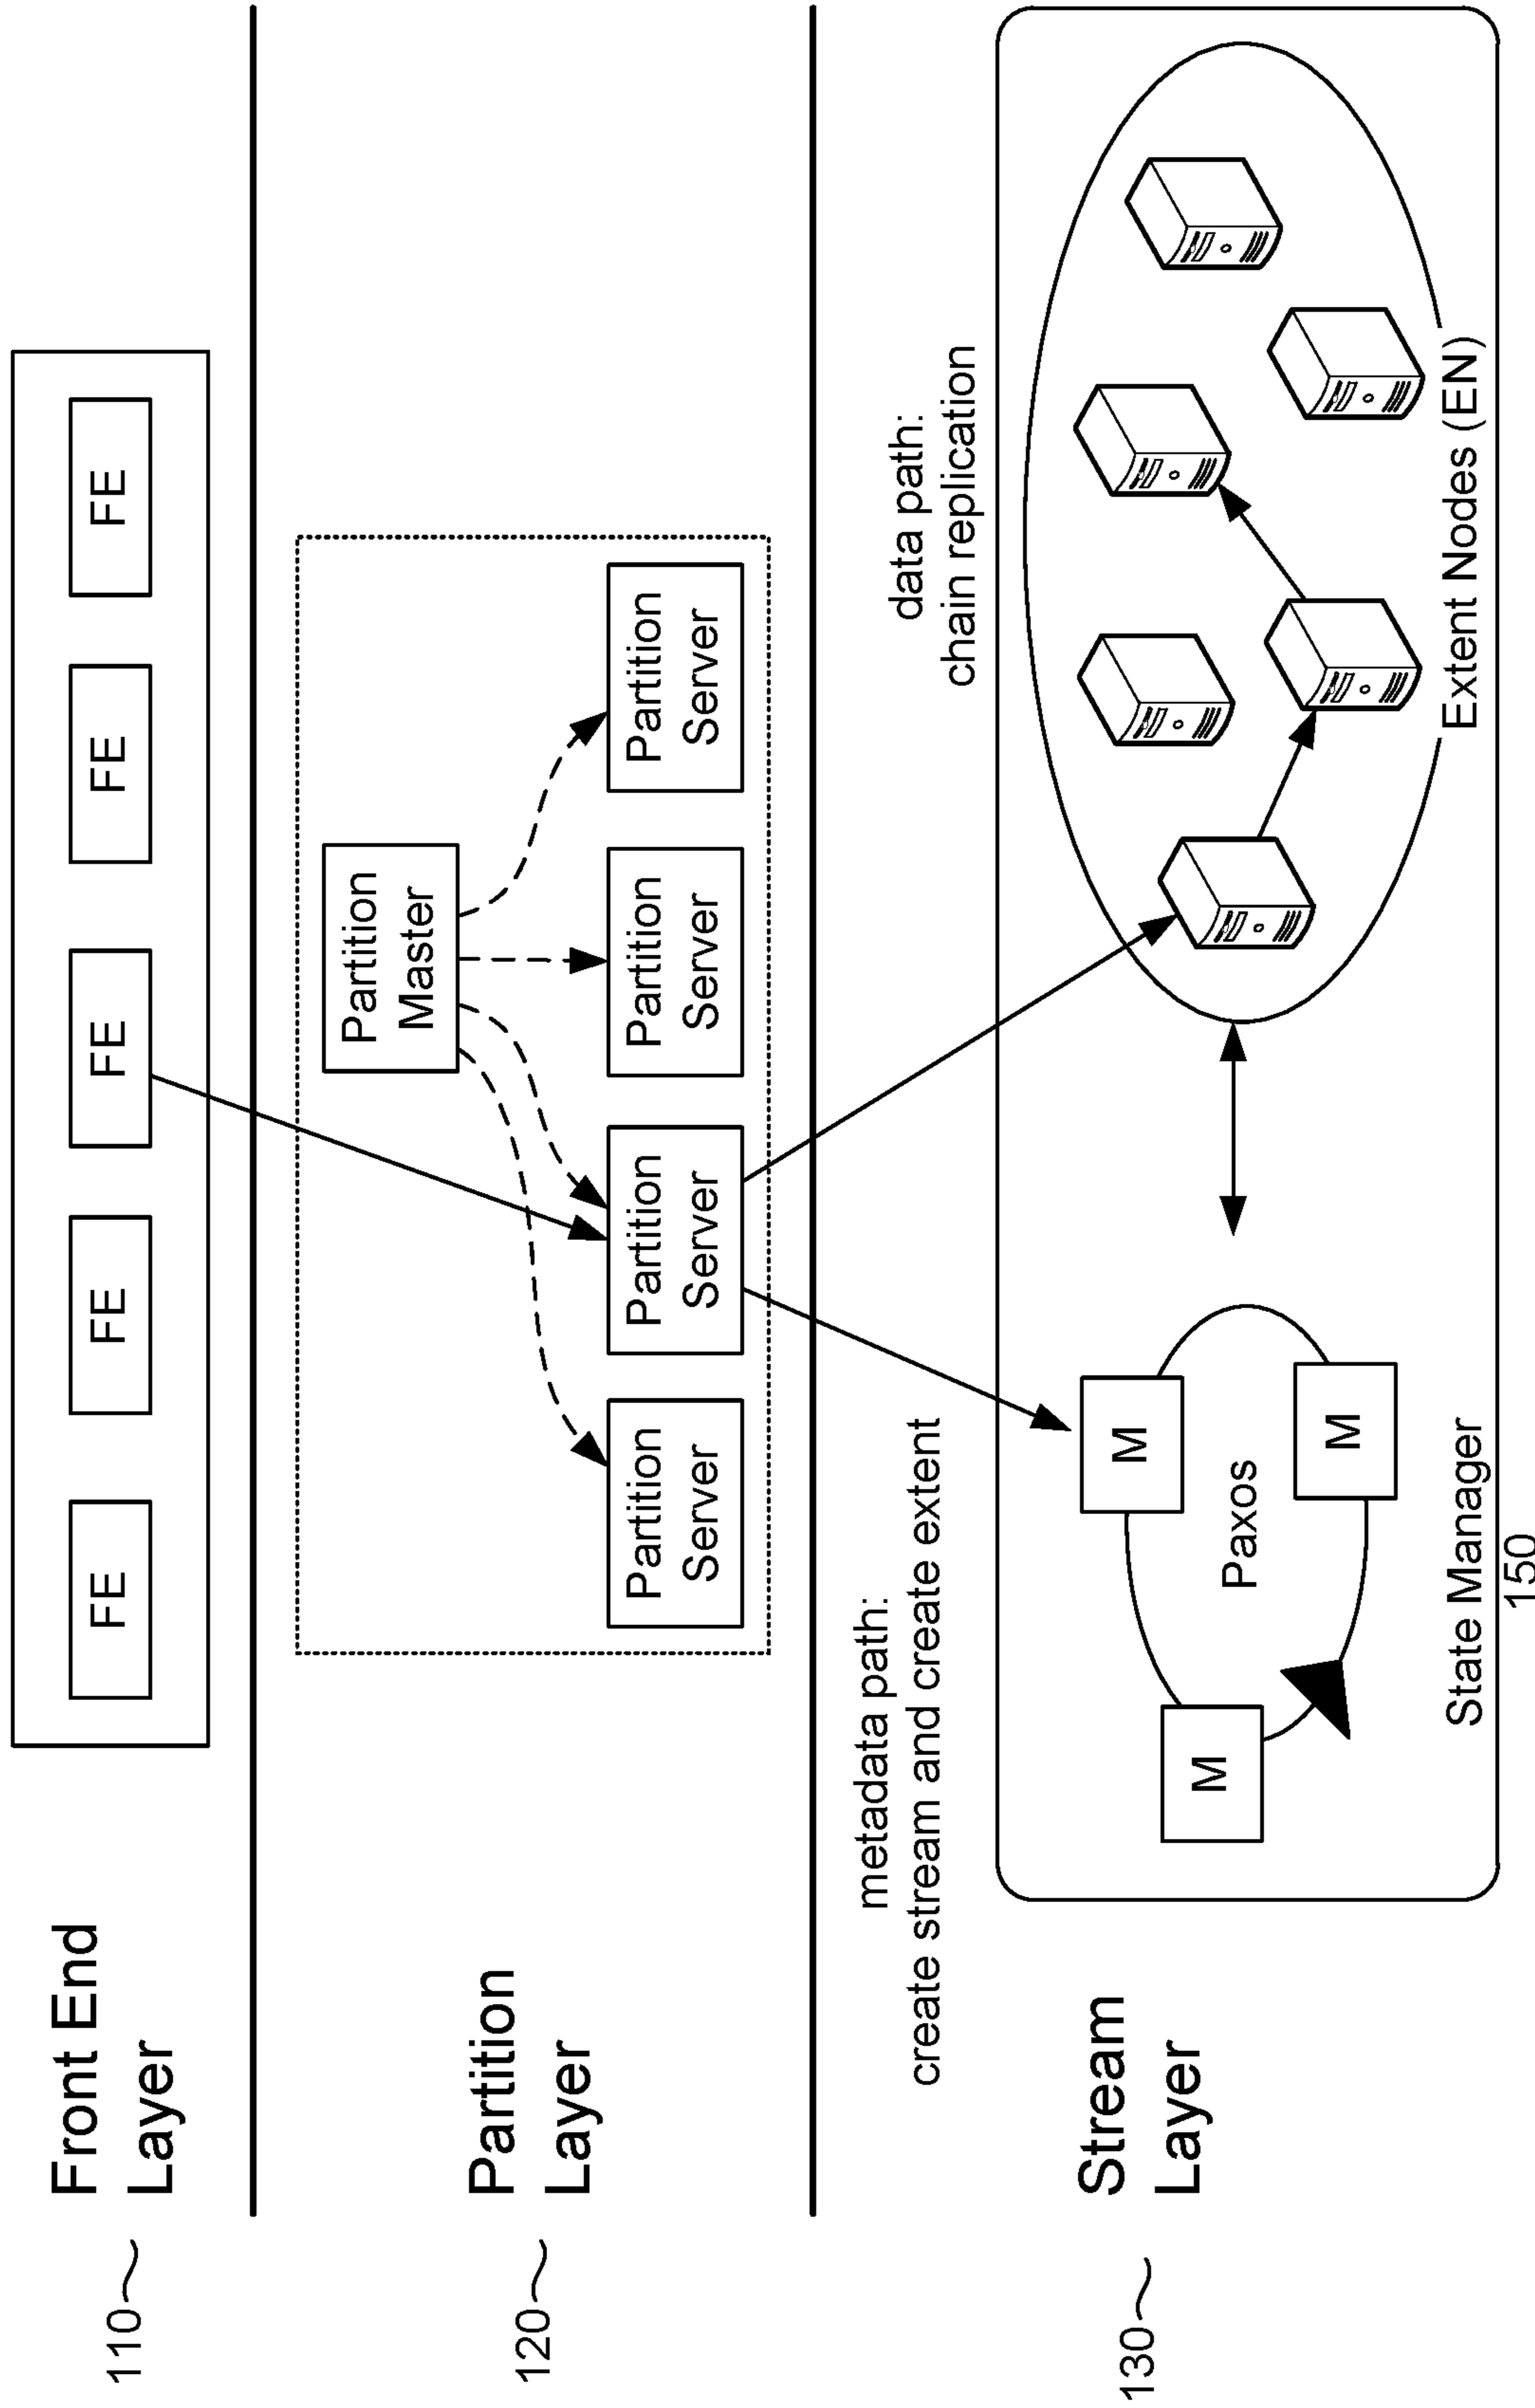 110
Front End
Layer
FE
FE
FE
FE
FE
120
Partition
Layer
Partition
Master
Partition
Server
Partition
Server
Partition
Server
Partition
Server
130
Stream
Layer
metadata path:
create stream and create extent
data path:
chain replication
M
M
Paxos
M
State Manager
150
Extent Nodes (EN)